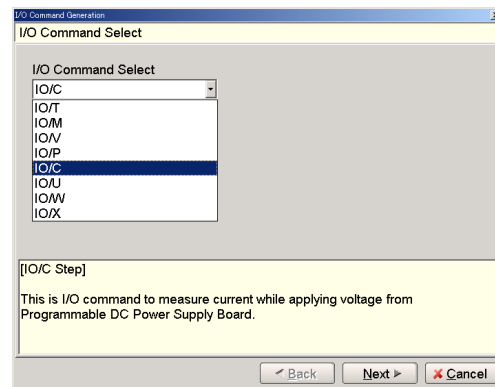 I/O Command Generation
I/O Command Select
I/O Command Select
IO/C
IO/T
IO/M
IO/V
IO/P
IO/C
IO/U
IO/W
IO/X
[IO/C Step]
This is I/O command to measure current while applying voltage from
Programmable DC Power Supply Board.
Back Next Cancel